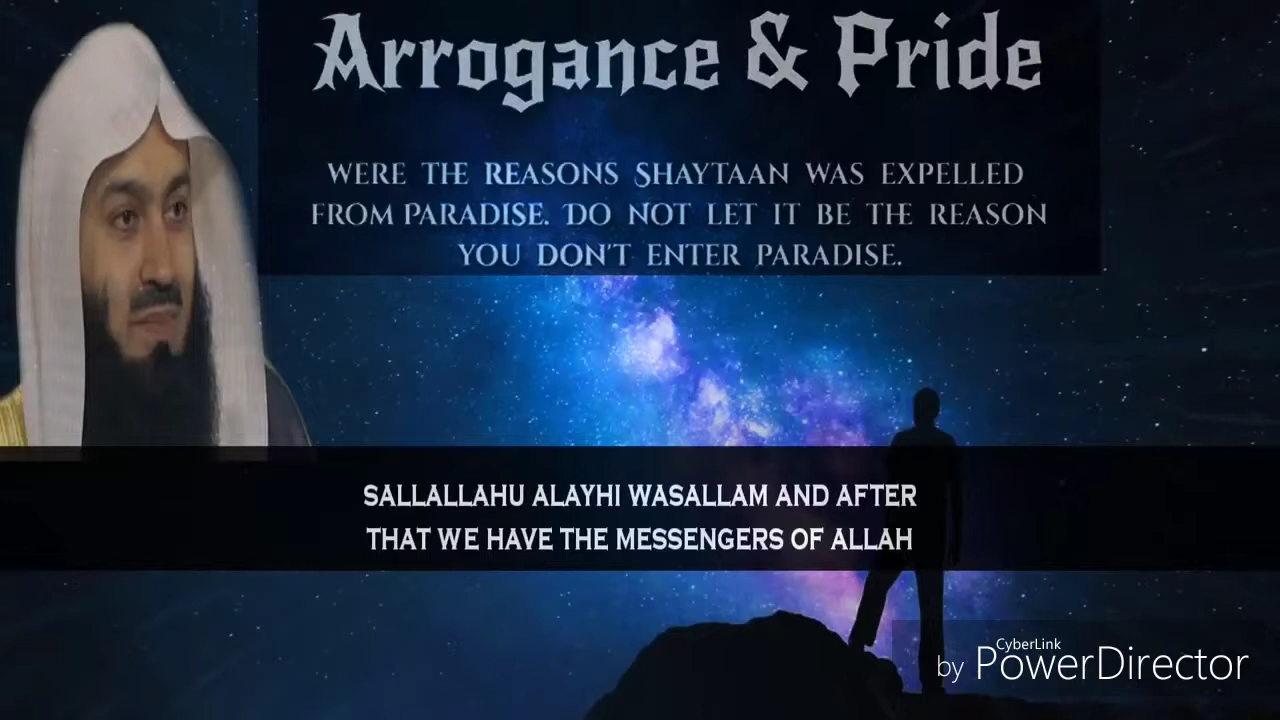 Arrogance & Pride
WERE THE REASONS SHAYTAAN WAS EXPELLED
FROM PARADISE. DO NOT LET IT BE THE REASON
YOU DON'T ENTER PARADISE.
SALLALLAHU ALAYHI WASALLAM AND AFTER
THAT WE HAVE THE MESSENGERS OF ALLAH
CyberLink
by PowerDirector